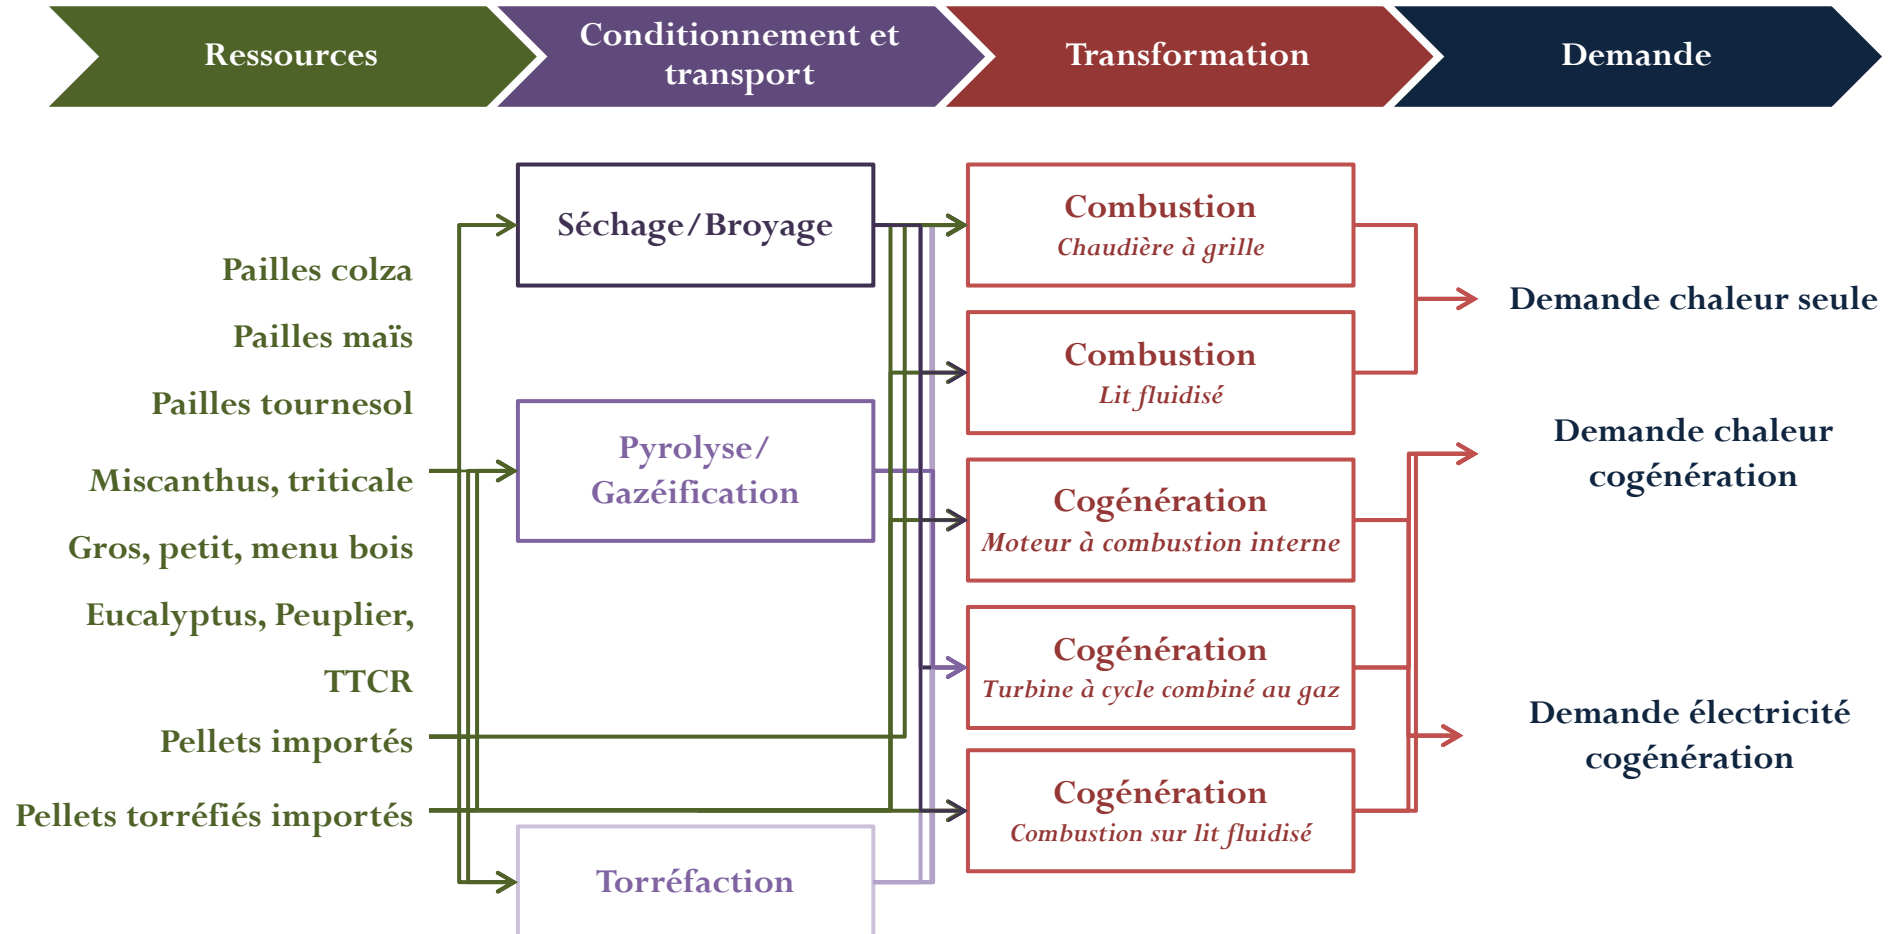 Ressources
Conditionnement et
transport
Transformation
Demande
Pailles colza
Pailles maïs
Pailles tournesol
Miscanthus, triticale
Gros, petit, menu bois
Eucalyptus, Peuplier,
TTCR
Pellets importés
Pellets torréfiés importés
Séchage/Broyage
Pyrolyse/
Gazéification
Torréfaction
Combustion
Chaudière à grille
Combustion
Lit fluidisé
Cogénération
Moteur à combustion interne
Cogénération
Turbine à cycle combiné au gaz
Cogénération
Combustion sur lit fluidisé
Demande chaleur seule
Demande chaleur
cogénération
Demande électricité
cogénération